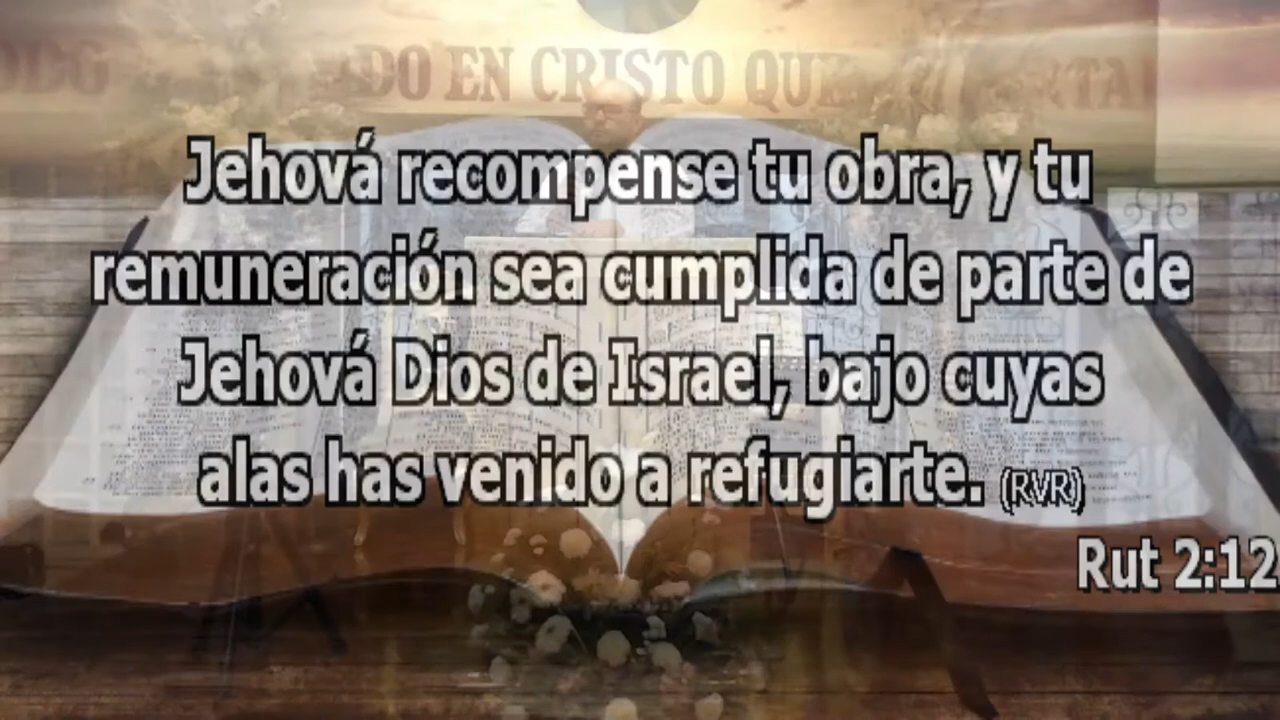 DO EN CRISTO QUE
Jehová recompense tu obra, y tu
remuneración sea cumplida de parte de
Jehová Dios de Israel, bajo cuyas
alas has venido a refugiarte. (RVR)
Rut 2:12